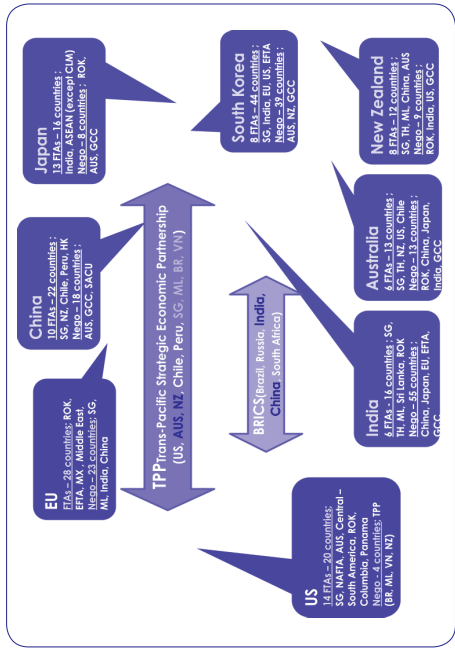 EU
FTAs – 28 countries; ROK,
EFTA, MX , Middle East,
Nego – 23 countries; SG,
ML, India, China
China
10 FTAs – 22 countries ;
SG, NZ, Chile, Peru, HK
Nego – 18 countries ;
AUS, GCC, SACU
Japan
13 FTAs – 16 countries ;
India, ASEAN (except CLM)
Nego – 8 countries ; ROK,
AUS, GCC
TPPTrans-Pacific Strategic Economic Partnership
(US, AUS, NZ, Chile, Peru, SG, ML, BR, VN)
South Korea
8 FTAs – 44 countries ;
SG, India, EU, US, EFTA
Nego – 39 countries ;
AUS, NZ, GCC
BRICS(Brazil, Russia, India,
China, South Africa)
US
14 FTAs – 20 countries;
SG, NAFTA, AUS, Central –
South America, ROK,
Columbia, Panama
Nego - 4 countries; TPP
(BR, ML, VN, NZ)
India
6 FTAs - 16 countries ; SG,
TH, ML, Sri Lanka, ROK
Nego – 55 countries ;
China, Japan, EU, EFTA,
GCC
Australia
6 FTAs – 13 countries ;
SG, TH, NZ, US, Chile
Nego – 13 countries ;
ROK, China, Japan,
India, GCC
New Zealand
8 FTAs – 12 countries ;
SG, TH, ML, China, AUS
Nego – 9 countries ;
ROK, India, US, GCC